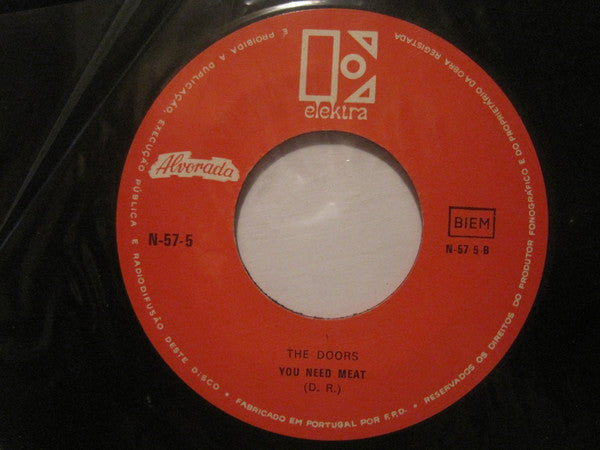 elektra
Alvorada
N-57-5
BIEM
N-57 5 B
THE DOORS
YOU NEED MEAT
(D. R.)
RESERVADOS OS DIREITOS DO PRODUTOR FONOGRÁFICO E DO PROPRIETÁRIO DA OBRA REGISTADA
É PROIBIDA A DUPLICAÇÃO, EXECUÇÃO PÚBLICA E RADIODIFUSÃO DESTE DISCO • FABRICADO EM PORTUGAL POR F.P.D. •